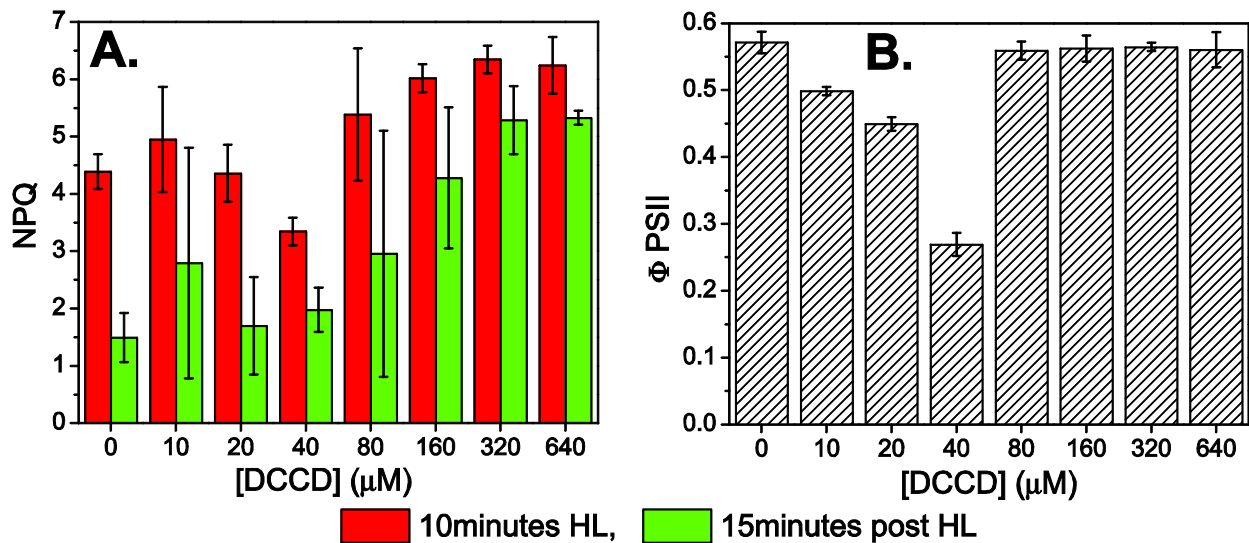 A.
7
6
5
4
3
2
1
0
NPQ
0 10 20 40 80 160 320 640
[DCCD] (μM)
B.
0.6
0.5
0.4
0.3
0.2
0.1
0.0
Φ PSII
0 10 20 40 80 160 320 640
[DCCD] (μM)
10minutes HL, 15minutes post HL